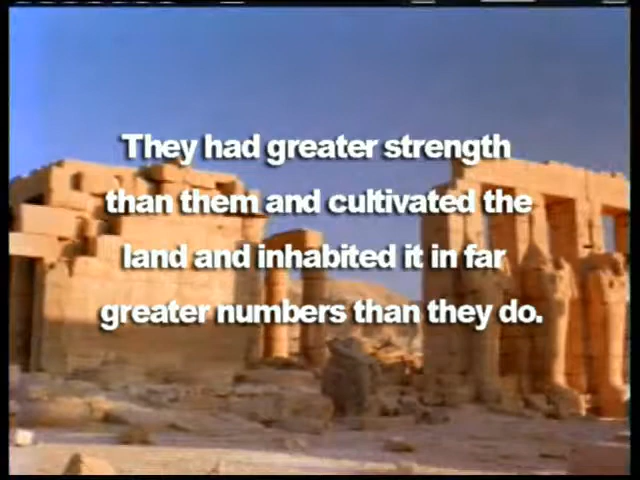 They had greater strength
than them and cultivated the
land and inhabited it in far
greater numbers than they do.